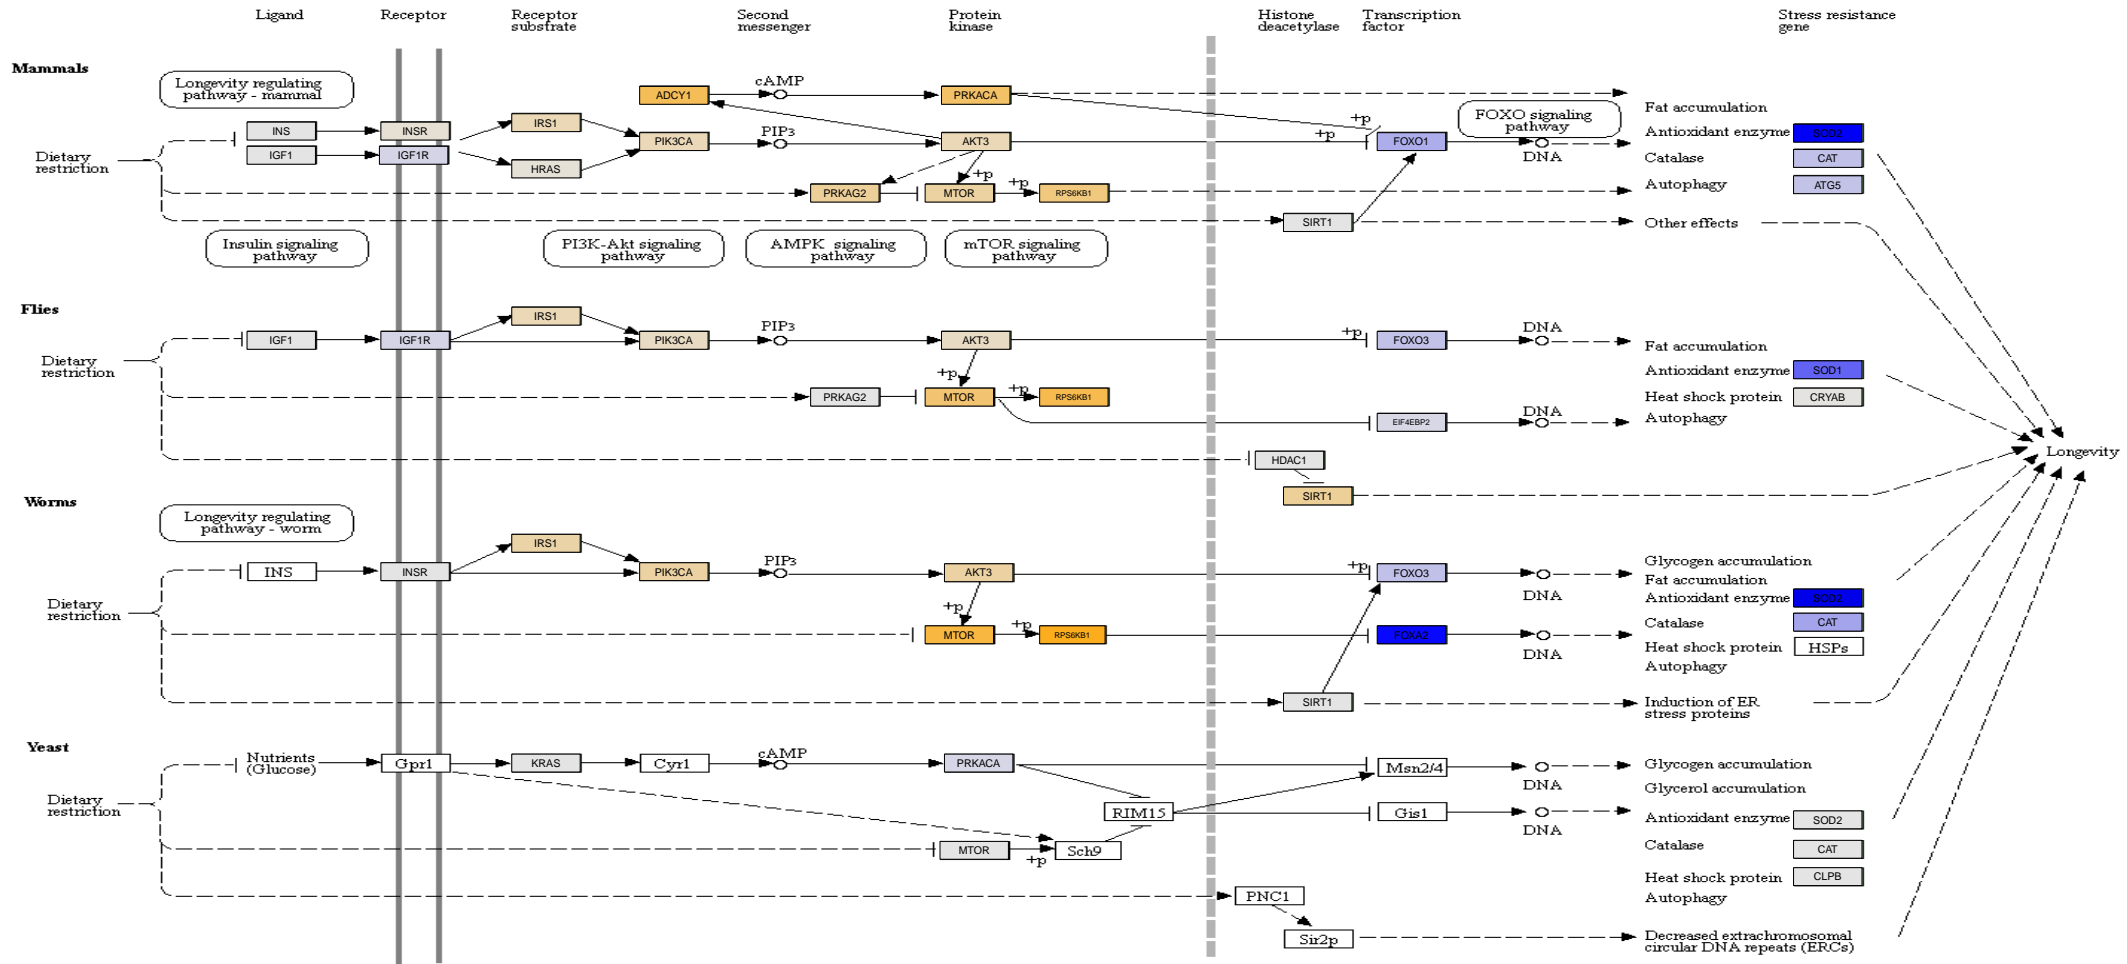 Ligand
Receptor
Receptor
substrate
Second
messenger
Protein
kinase
Histone
deacetylase
Transcription
factor
Stress resistance
gene
Mammals
Longevity regulating
pathway - mammal
ADCY1
cAMP
PRKACA
Fat accumulation
INS
INSR
IRS1
PIP3
+p
+p
FOXO signaling
pathway
Antioxidant enzyme
SOD2
Dietary
restriction
IGF1
IGF1R
HRAS
PIK3CA
AKT3
FOXO1
DNA
Catalase
CAT
PRKAG2
+p
MTOR
+p
RPS6KB1
Autophagy
ATG5
SIRT1
Other effects
Insulin signaling
pathway
PI3K-Akt signaling
pathway
AMPK signaling
pathway
mTOR signaling
pathway
Flies
IRS1
PIP3
+p
DNA
IGF1
IGF1R
PIK3CA
AKT3
FOXO3
Fat accumulation
Dietary
restriction
+p
+p
Antioxidant enzyme
SOD1
PRKAG2
MTOR
RPS6KB1
Heat shock protein
CRYAB
EIF4EBP2
DNA
Autophagy
HDAC1
Longevity
SIRT1
Worms
Longevity regulating
pathway - worm
IRS1
PIP3
+p
Glycogen accumulation
INS
INSR
PIK3CA
AKT3
FOXO3
DNA
Fat accumulation
Dietary
restriction
+p
+p
Antioxidant enzyme
SOD2
MTOR
RPS6KB1
FOXA2
DNA
Catalase
CAT
Heat shock protein
HSPs
Autophagy
SIRT1
Induction of ER
stress proteins
Yeast
Nutrients
(Glucose)
Gpr1
KRAS
Cyr1
cAMP
PRKACA
Msn2/4
DNA
Glycogen accumulation
Dietary
restriction
Glycerol accumulation
RIM15
Gis1
DNA
Antioxidant enzyme
SOD2
MTOR
+p
Sch9
Catalase
CAT
Heat shock protein
CLPB
PNC1
Autophagy
Sir2p
Decreased extrachromosomal
circular DNA repeats (ERCs)